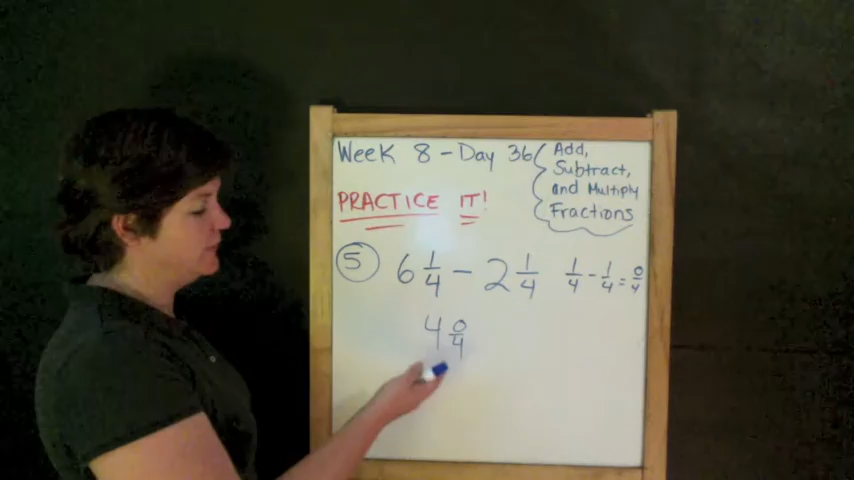 Week 8 - Day 36
Add,
Subtract,
and Multiply
Fractions
PRACTICE IT!
5 6 1/4 - 2 1/4 1/4 - 1/4 = 0/4
4 0/4